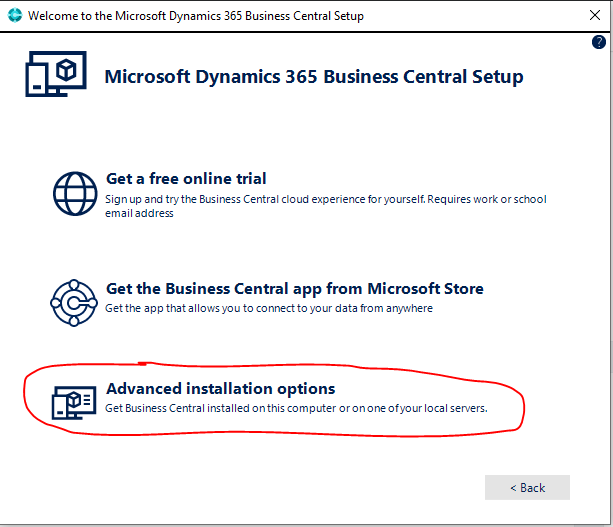 Welcome to the Microsoft Dynamics 365 Business Central Setup
?
Microsoft Dynamics 365 Business Central Setup
Get a free online trial
Sign up and try the Business Central cloud experience for yourself. Requires work or school
email address
Get the Business Central app from Microsoft Store
Get the app that allows you to connect to your data from anywhere
Advanced installation options
Get Business Central installed on this computer or on one of your local servers.
< Back